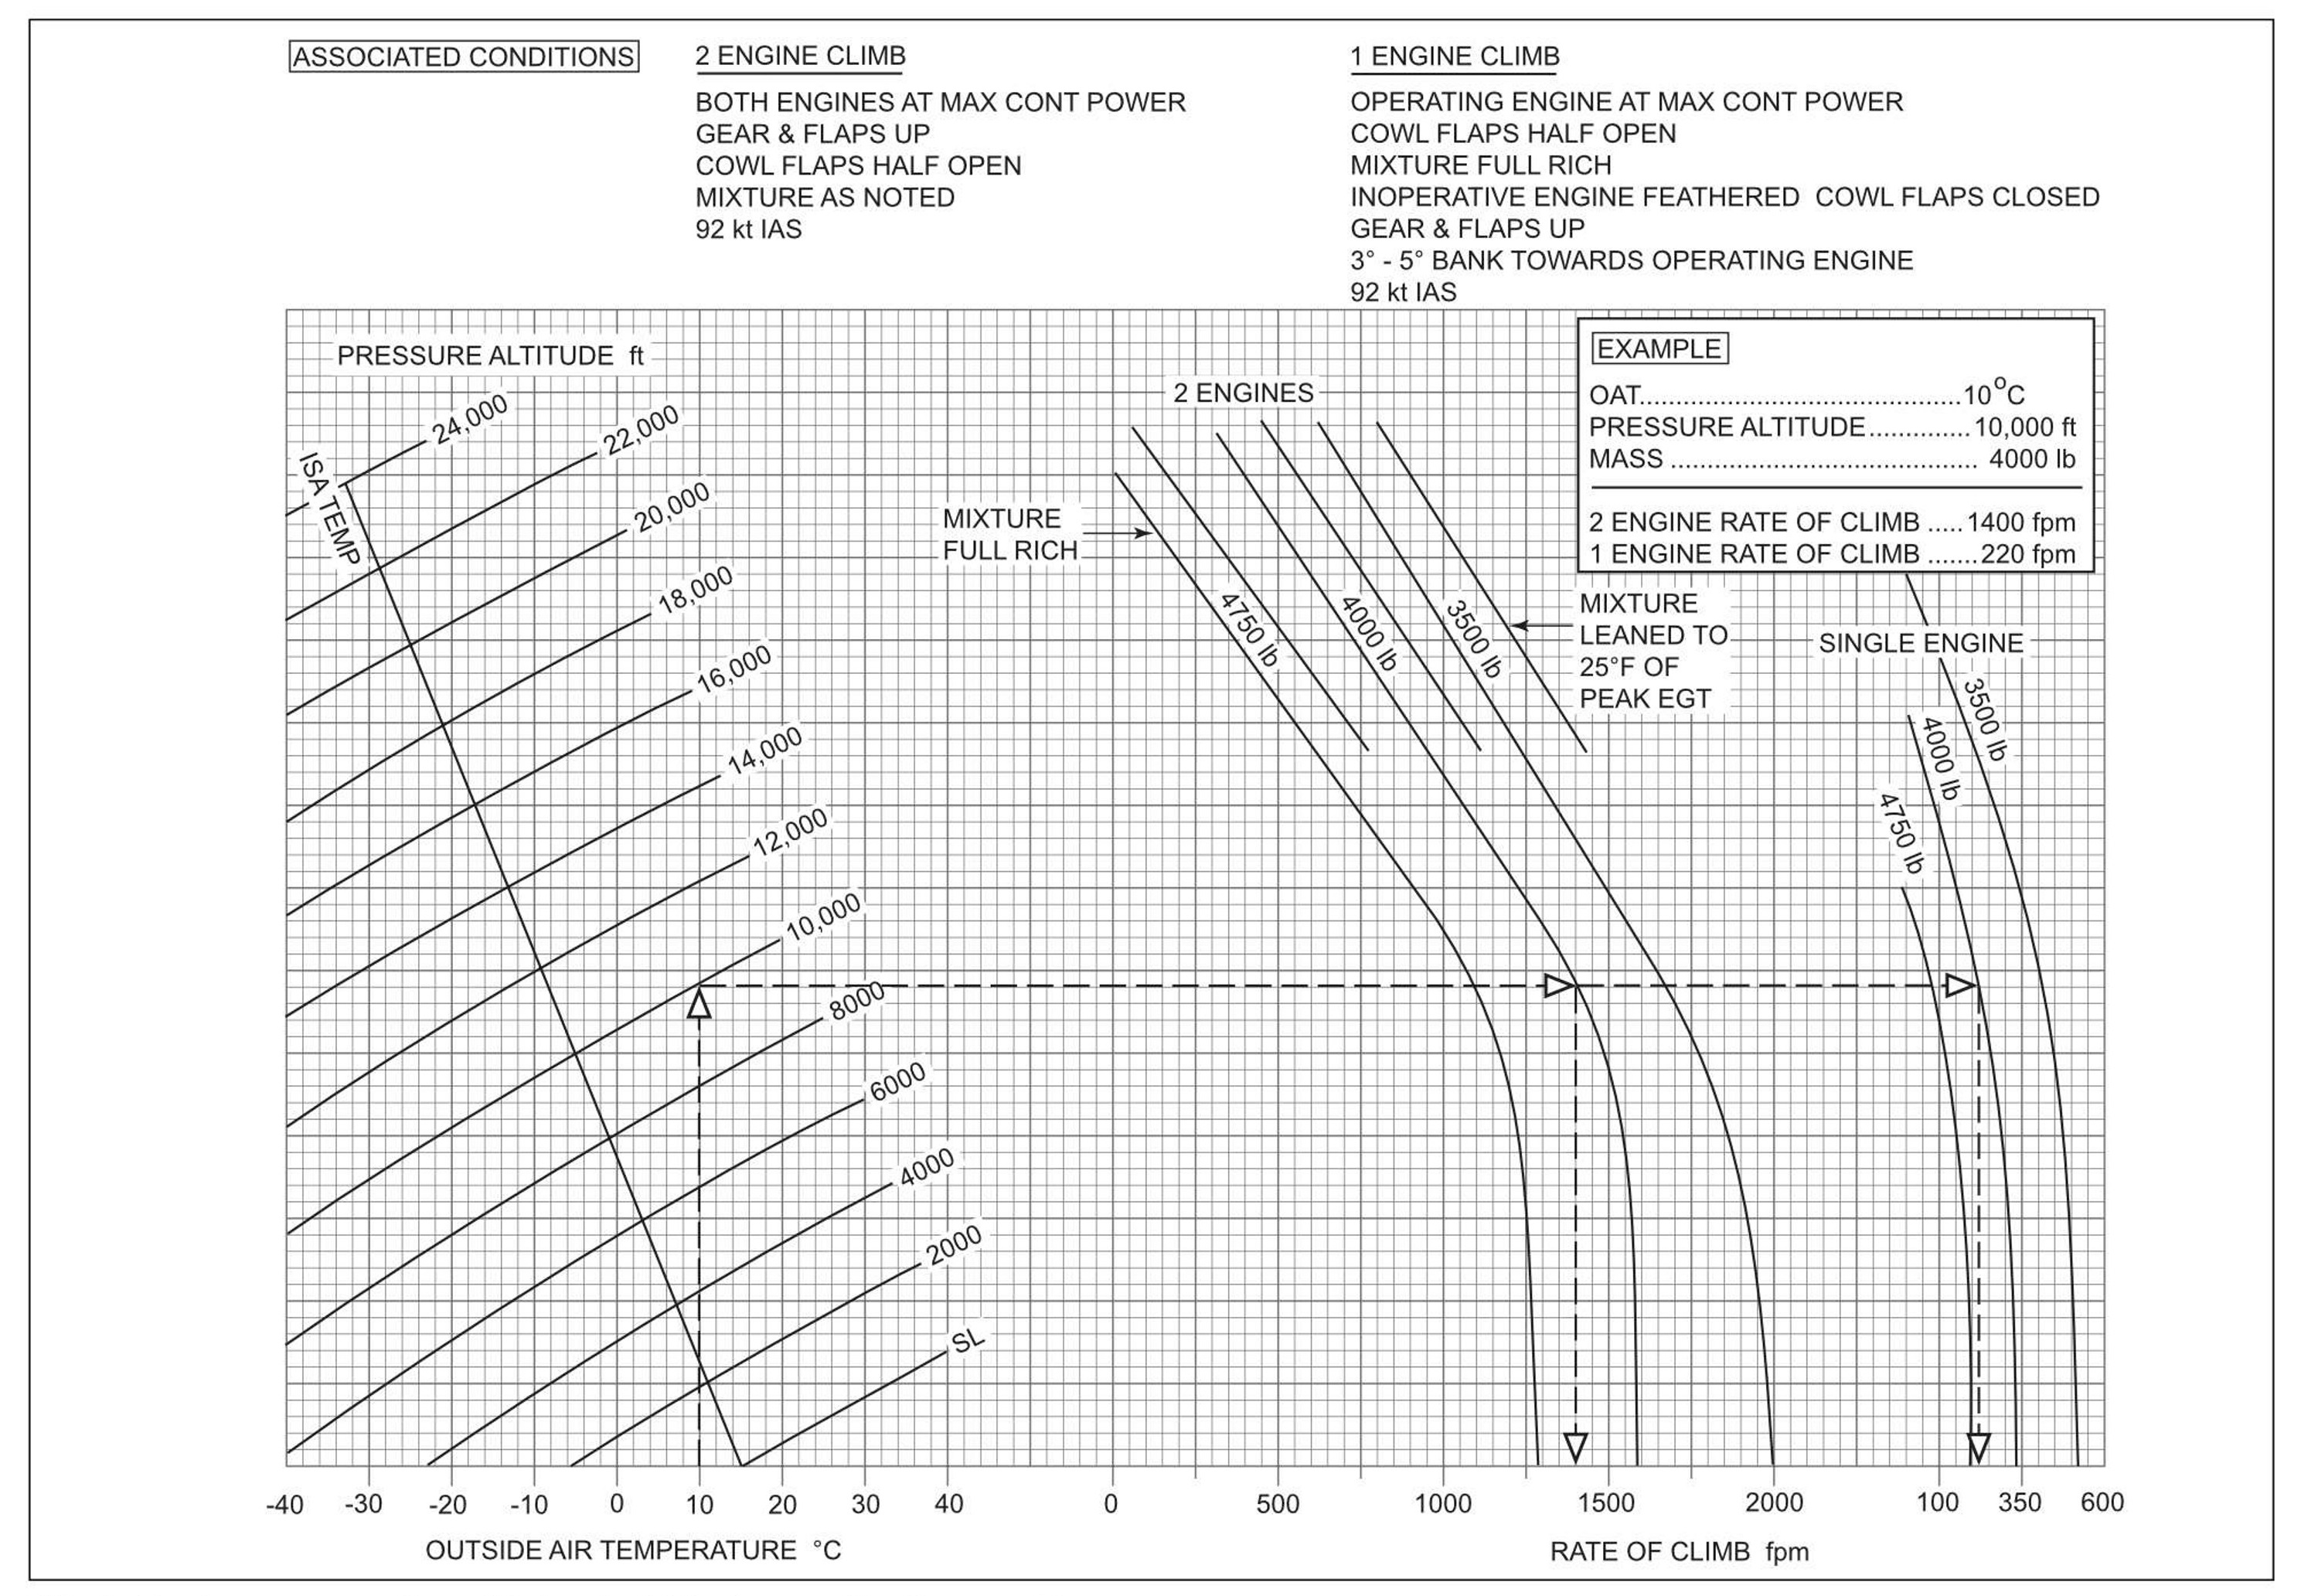 ASSOCIATED CONDITIONS
2 ENGINE CLIMB
BOTH ENGINES AT MAX CONT POWER
GEAR & FLAPS UP
COWL FLAPS HALF OPEN
MIXTURE AS NOTED
92 kt IAS
1 ENGINE CLIMB
OPERATING ENGINE AT MAX CONT POWER
COWL FLAPS HALF OPEN
MIXTURE FULL RICH
INOPERATIVE ENGINE FEATHERED COWL FLAPS CLOSED
GEAR & FLAPS UP
3° - 5° BANK TOWARDS OPERATING ENGINE
92 kt IAS
PRESSURE ALTITUDE ft
ISA TEMP
24,000
22,000
20,000
18,000
16,000
14,000
12,000
10,000
8000
6000
4000
2000
SL
2 ENGINES
MIXTURE
FULL RICH
4750 lb
4000 lb
3500 lb
EXAMPLE
OAT..........................................10°C
PRESSURE ALTITUDE..............10,000 ft
MASS ........................................ 4000 lb
2 ENGINE RATE OF CLIMB .....1400 fpm
1 ENGINE RATE OF CLIMB .......220 fpm
MIXTURE
LEANED TO
25°F OF
PEAK EGT
SINGLE ENGINE
3500 lb
4000 lb
4750 lb
-40 -30 -20 -10 0 10 20 30 40 0 500 1000 1500 2000 100 350 600
OUTSIDE AIR TEMPERATURE °C
RATE OF CLIMB fpm